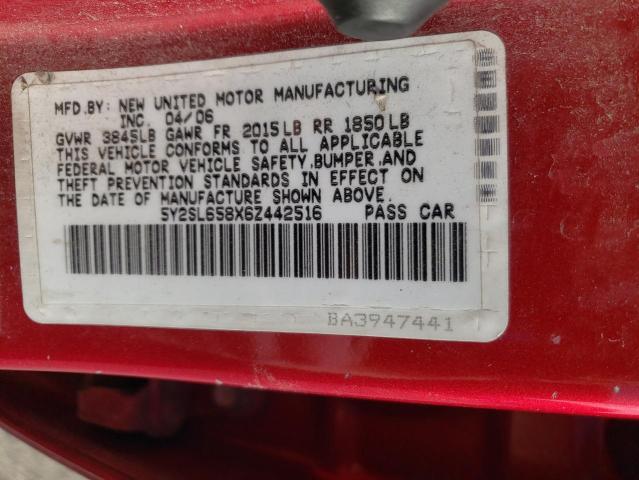 MFD. BY: NEW UNITED MOTOR MANUFACTURING
INC. 04/06
GVWR 3845LB GAWR FR 2015LB RR 1850LB
THIS VEHICLE CONFORMS TO ALL APPLICABLE
FEDERAL MOTOR VEHICLE SAFETY, BUMPER, AND
THEFT PREVENTION STANDARDS IN EFFECT ON
THE DATE OF MANUFACTURE SHOWN ABOVE.
5Y2SL658X6Z442516 PASS CAR
BA3947441